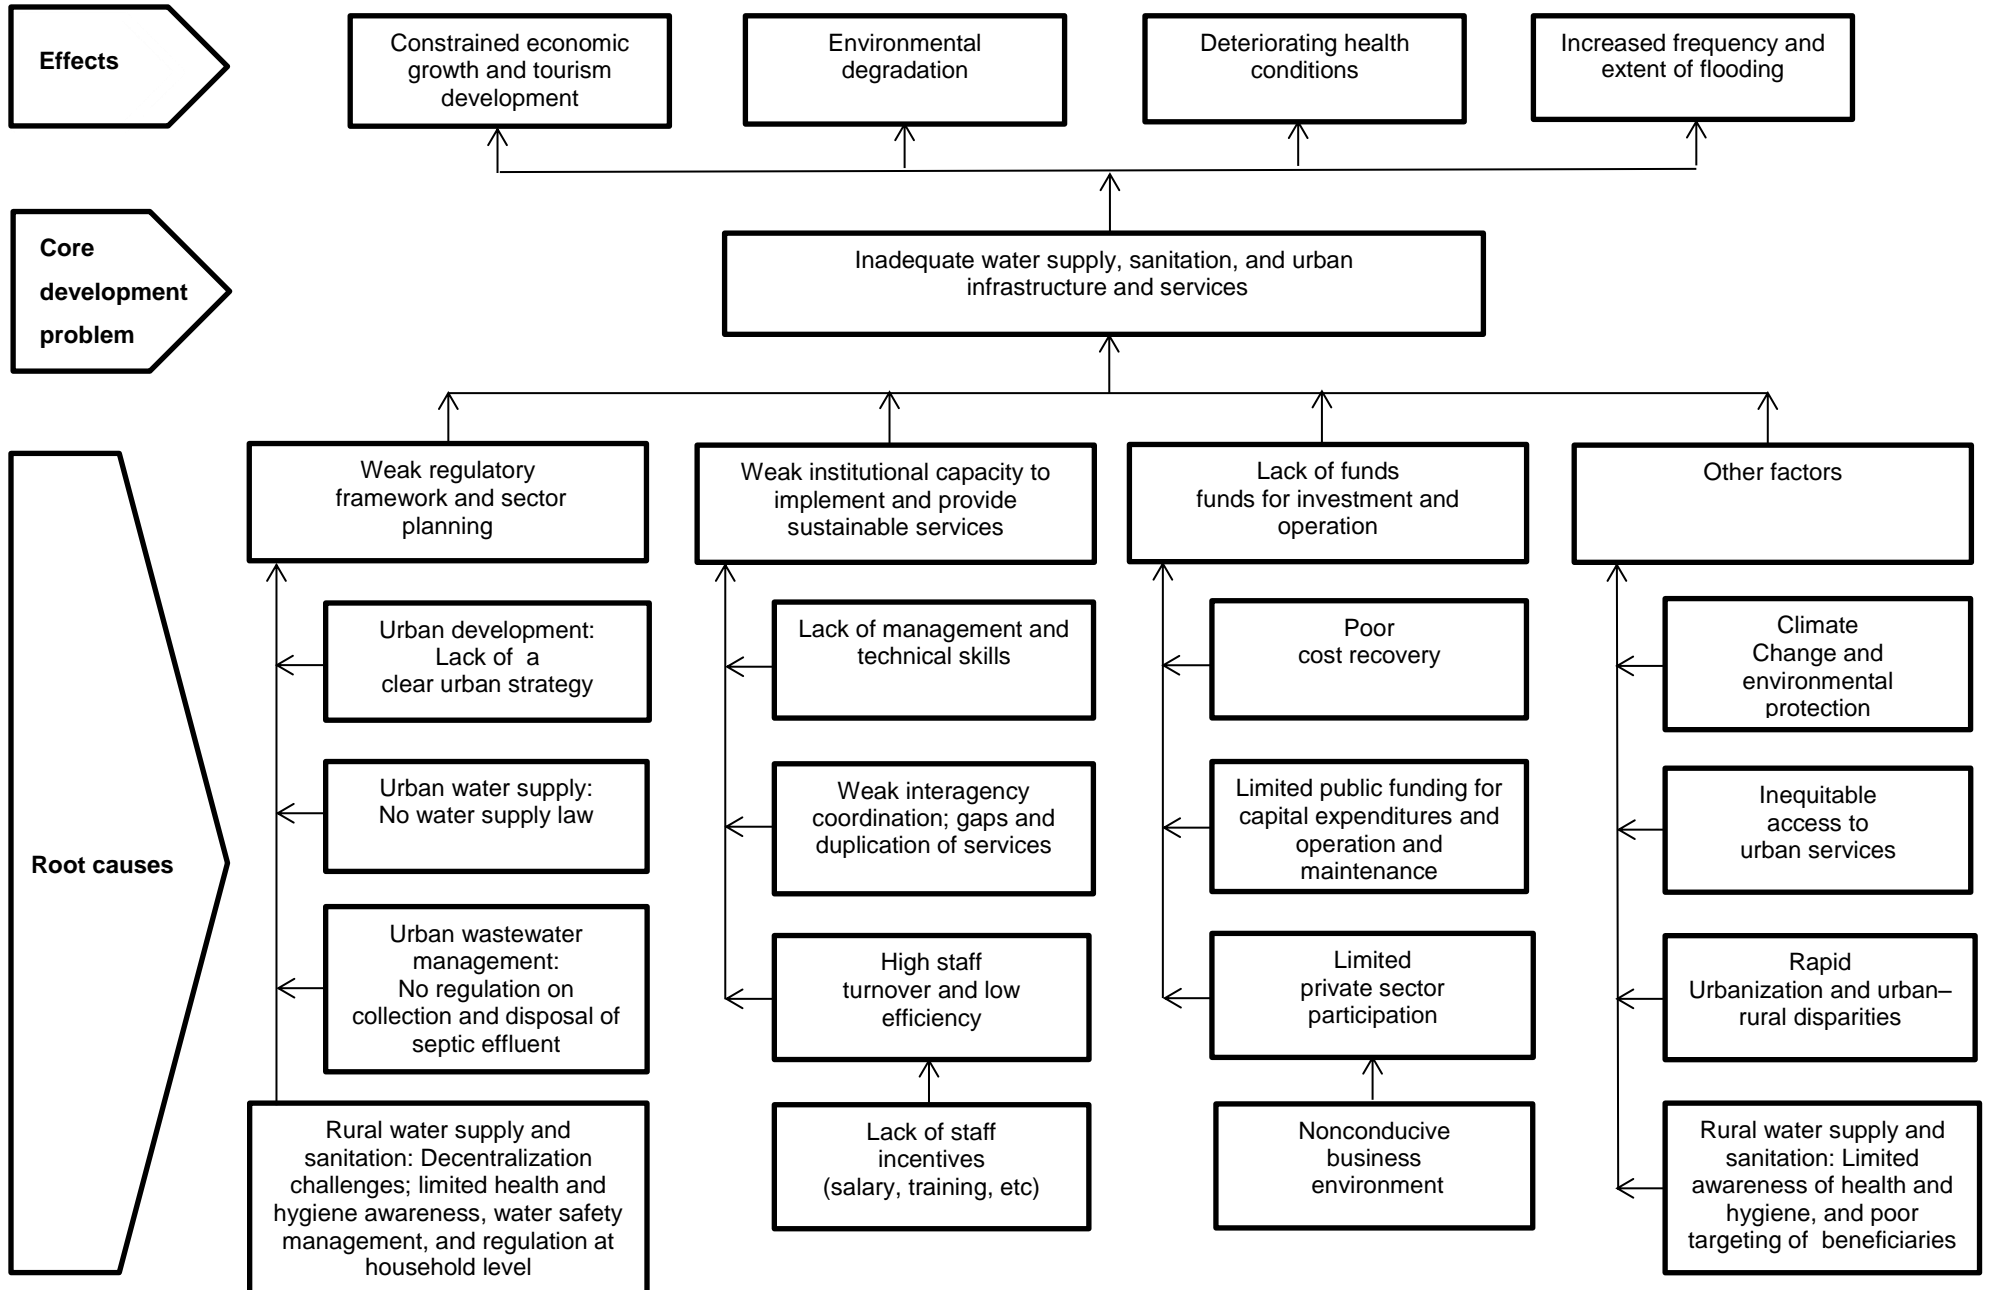 Effects
Constrained economic
growth and tourism
development
Environmental
degradation
Deteriorating health
conditions
Increased frequency and
extent of flooding
Core
development
problem
Inadequate water supply, sanitation, and urban
infrastructure and services
Root causes
Weak regulatory
framework and sector
planning
Weak institutional capacity to
implement and provide
sustainable services
Lack of funds
funds for investment and
operation
Other factors
Urban development:
Lack of  a
clear urban strategy
Lack of management and
technical skills
Poor
cost recovery
Climate
Change and
environmental
protection
Urban water supply:
No water supply law
Weak interagency
coordination; gaps and
duplication of services
Limited public funding for
capital expenditures and
operation and
maintenance
Inequitable
access to
urban services
Urban wastewater
management:
No regulation on
collection and disposal of
septic effluent
High staff
turnover and low
efficiency
Limited
private sector
participation
Rapid
Urbanization and urban–
rural disparities
Rural water supply and
sanitation: Decentralization
challenges; limited health and
hygiene awareness, water safety
management, and regulation at
household level
Lack of staff
incentives
(salary, training, etc)
Nonconducive
business
environment
Rural water supply and
sanitation: Limited
awareness of health and
hygiene, and poor
targeting of  beneficiaries